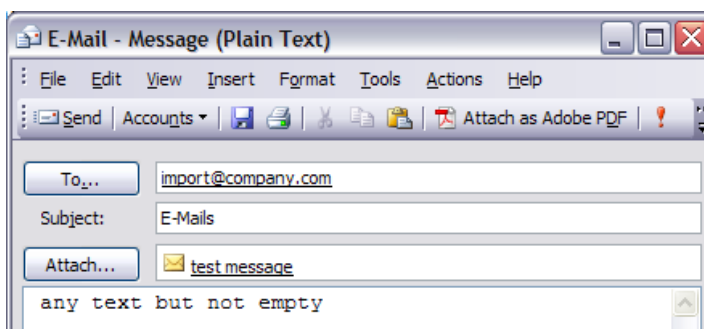 E-Mail - Message (Plain Text)
File Edit View Insert Format Tools Actions Help
Send Accounts Attach as Adobe PDF
To... import@company.com
Subject: E-Mails
Attach... test message
any text but not empty